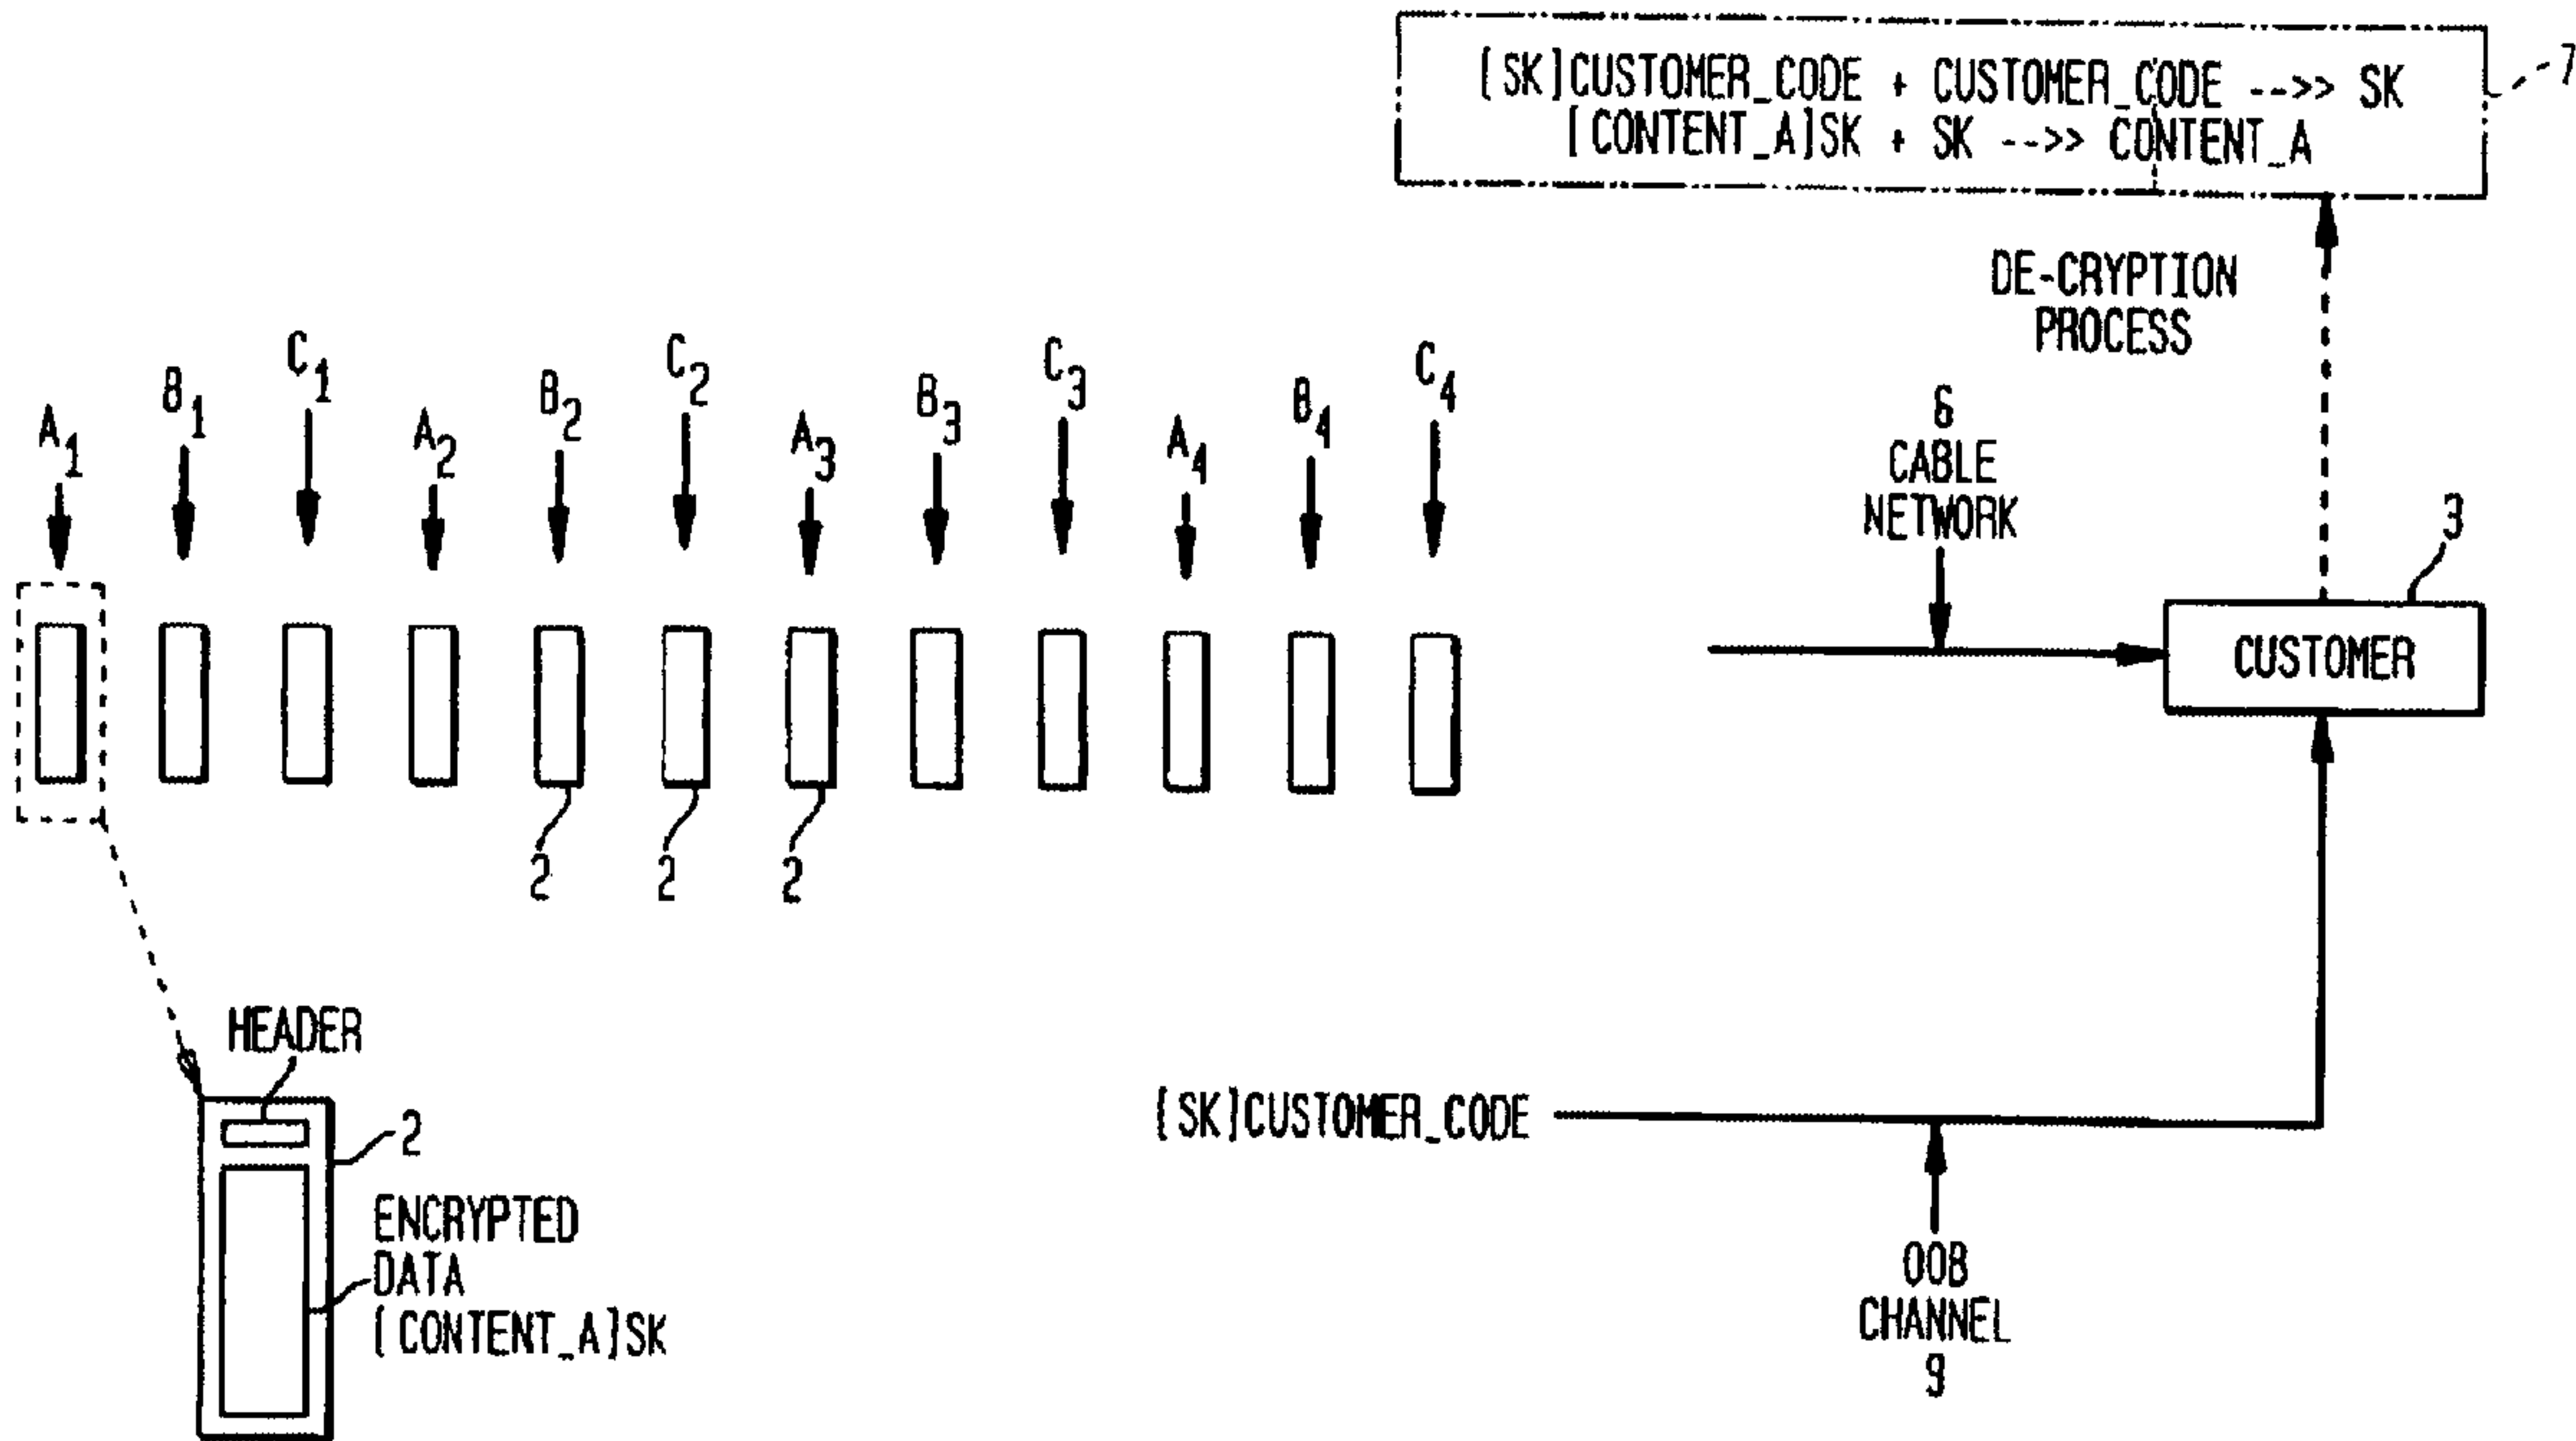 [SK]CUSTOMER_CODE + CUSTOMER_CODE -->> SK
[CONTENT_A]SK + SK -->> CONTENT_A
7
DE-CRYPTION
PROCESS
A1 B1 C1 A2 B2 C2 A3 B3 C3 A4 B4 C4
6
CABLE
NETWORK
3
CUSTOMER
2 2 2
HEADER
2
ENCRYPTED
DATA
[CONTENT_A]SK
[SK]CUSTOMER_CODE
OOB
CHANNEL
9